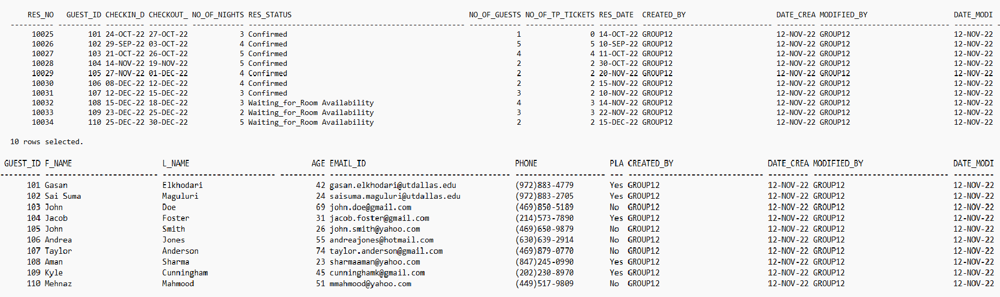 RES_NO GUEST_ID CHECKIN_D CHECKOUT_ NO_OF_NIGHTS RES_STATUS NO_OF_GUESTS NO_OF_TP_TICKETS RES_DATE CREATED_BY DATE_CREA MODIFIED_BY DATE_MODI
10025 101 24-OCT-22 27-OCT-22 3 Confirmed 1 0 14-OCT-22 GROUP12 12-NOV-22 GROUP12 12-NOV-22
10026 102 29-SEP-22 03-OCT-22 4 Confirmed 5 5 10-SEP-22 GROUP12 12-NOV-22 GROUP12 12-NOV-22
10027 103 21-OCT-22 26-OCT-22 5 Confirmed 4 4 11-OCT-22 GROUP12 12-NOV-22 GROUP12 12-NOV-22
10028 104 14-NOV-22 19-NOV-22 5 Confirmed 2 2 30-OCT-22 GROUP12 12-NOV-22 GROUP12 12-NOV-22
10029 105 27-NOV-22 01-DEC-22 4 Confirmed 2 2 20-NOV-22 GROUP12 12-NOV-22 GROUP12 12-NOV-22
10030 106 08-DEC-22 12-DEC-22 4 Confirmed 2 2 15-NOV-22 GROUP12 12-NOV-22 GROUP12 12-NOV-22
10031 107 12-DEC-22 15-DEC-22 3 Confirmed 3 2 10-NOV-22 GROUP12 12-NOV-22 GROUP12 12-NOV-22
10032 108 15-DEC-22 18-DEC-22 3 Waiting_for_Room Availability 4 3 14-NOV-22 GROUP12 12-NOV-22 GROUP12 12-NOV-22
10033 109 23-DEC-22 25-DEC-22 2 Waiting_for_Room Availability 3 3 22-NOV-22 GROUP12 12-NOV-22 GROUP12 12-NOV-22
10034 110 25-DEC-22 30-DEC-22 5 Waiting_for_Room Availability 2 2 15-DEC-22 GROUP12 12-NOV-22 GROUP12 12-NOV-22
10 rows selected.
GUEST_ID F_NAME L_NAME AGE EMAIL_ID PHONE PLA CREATED_BY DATE_CREA MODIFIED_BY DATE_MODI
101 Gasan Elkhodari 42 gasan.elkhodari@utdallas.edu (972)883-4779 Yes GROUP12 12-NOV-22 GROUP12 12-NOV-22
102 Sai Suma Maguluri 24 saisuma.maguluri@utdallas.edu (972)883-2705 Yes GROUP12 12-NOV-22 GROUP12 12-NOV-22
103 John Doe 69 john.doe@gmail.com (469)850-5189 No GROUP12 12-NOV-22 GROUP12 12-NOV-22
104 Jacob Foster 31 jacob.foster@gmail.com (214)573-7890 Yes GROUP12 12-NOV-22 GROUP12 12-NOV-22
105 John Smith 26 john.smith@yahoo.com (469)650-9879 No GROUP12 12-NOV-22 GROUP12 12-NOV-22
106 Andrea Jones 55 andreajones@hotmail.com (630)639-2914 No GROUP12 12-NOV-22 GROUP12 12-NOV-22
107 Taylor Anderson 74 taylor.anderson@gmail.com (469)879-0770 No GROUP12 12-NOV-22 GROUP12 12-NOV-22
108 Aman Sharma 23 sharmaaman@yahoo.com (847)245-0990 Yes GROUP12 12-NOV-22 GROUP12 12-NOV-22
109 Kyle Cunningham 45 cunninghamk@gmail.com (202)230-8970 Yes GROUP12 12-NOV-22 GROUP12 12-NOV-22
110 Mehnaz Mahmood 51 mmahmood@yahoo.com (449)517-9809 No GROUP12 12-NOV-22 GROUP12 12-NOV-22